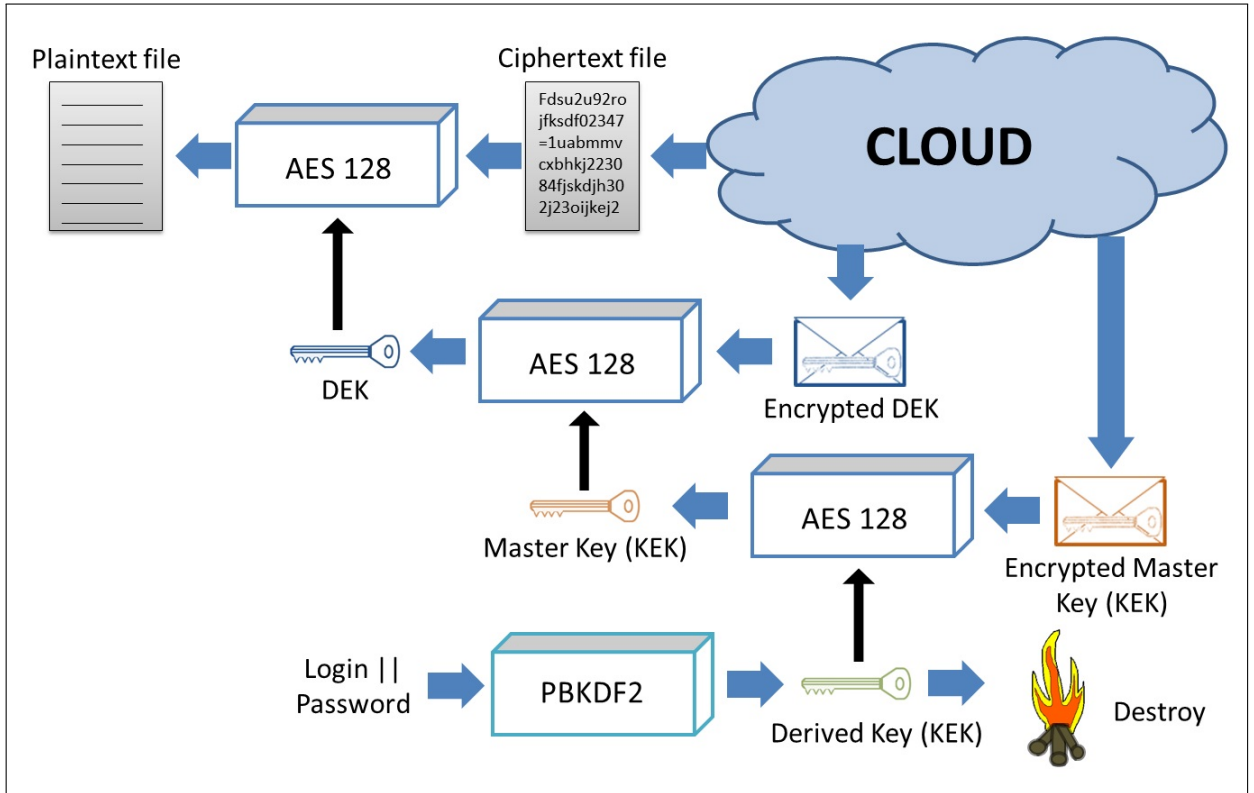 Plaintext file
Ciphertext file
Fdsu2u92ro
jfksdf02347
=1uabmmv
cxbhkj2230
84fjskdjh30
2j23oijkej2
CLOUD
AES 128
DEK
AES 128
Encrypted DEK
Master Key (KEK)
AES 128
Encrypted Master
Key (KEK)
Login ||
Password
PBKDF2
Derived Key (KEK)
Destroy